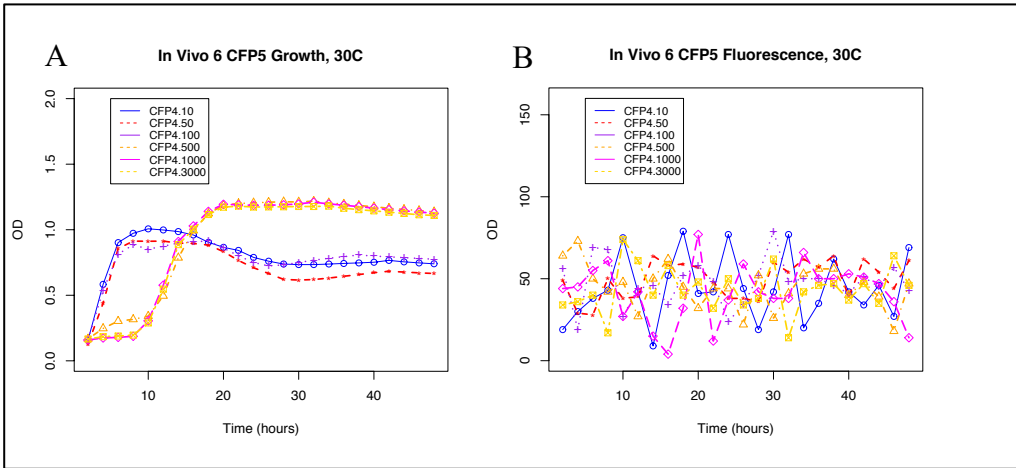 A
In Vivo 6 CFP5 Growth, 30C
OD
2.0
1.5
1.0
0.5
0.0
CFP4.10
CFP4.50
CFP4.100
CFP4.500
CFP4.1000
CFP4.3000
10
20
30
40
Time (hours)
B
In Vivo 6 CFP5 Fluorescence, 30C
OD
150
100
50
0
CFP4.10
CFP4.50
CFP4.100
CFP4.500
CFP4.1000
CFP4.3000
10
20
30
40
Time (hours)